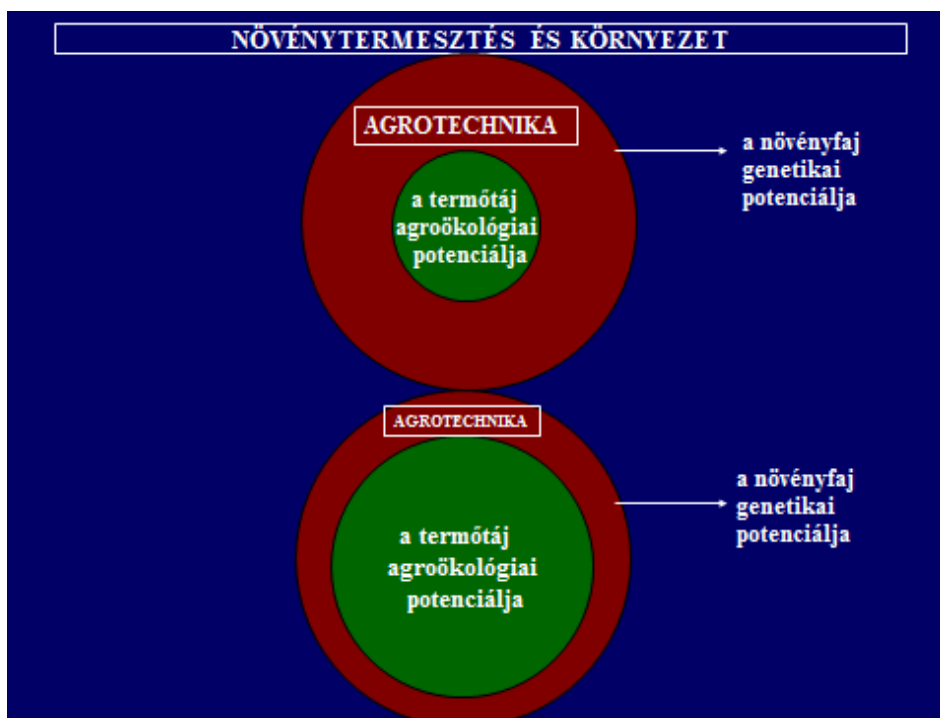 NÖVÉNYTERMESZTÉS ÉS KÖRNYEZET
AGROTECHNIKA
a növényfaj
genetikai
potenciálja
a termőtáj
agroökológiai
potenciálja
AGROTECHNIKA
a növényfaj
genetikai
potenciálja
a termőtáj
agroökológiai
potenciálja